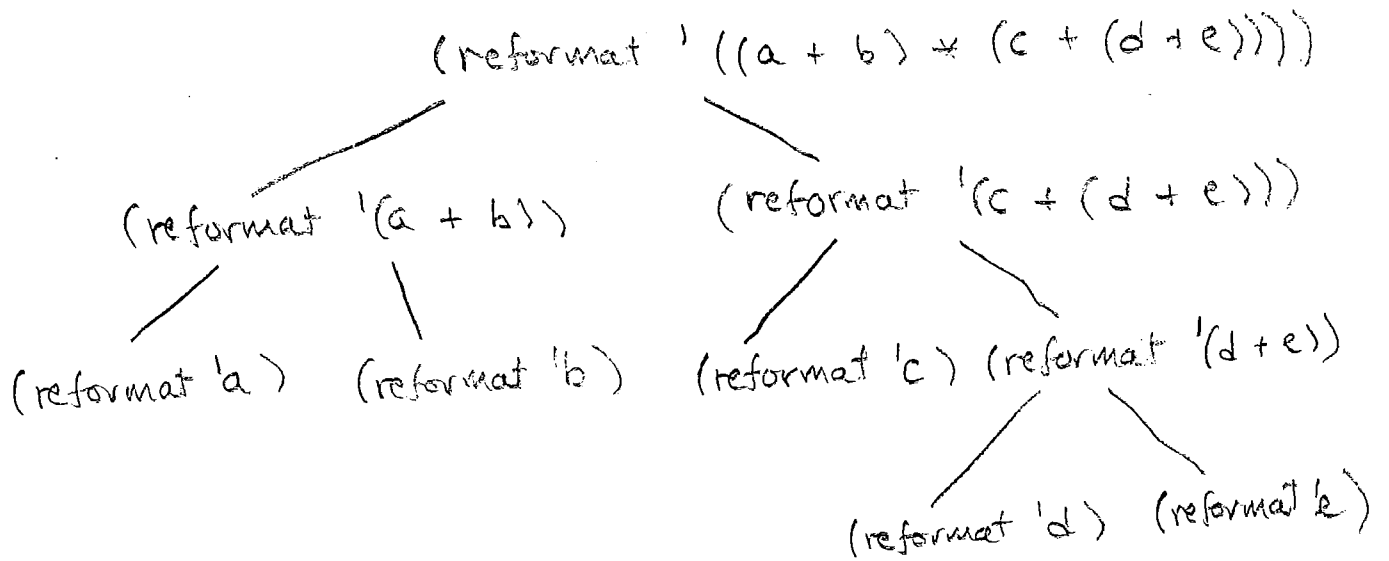 (reformat '((a + b) * (c + (d + e))))
(reformat '(a + b))
(reformat '(c + (d + e)))
(reformat 'a)
(reformat 'b)
(reformat 'c)
(reformat '(d + e))
(reformat 'd)
(reformat 'e)